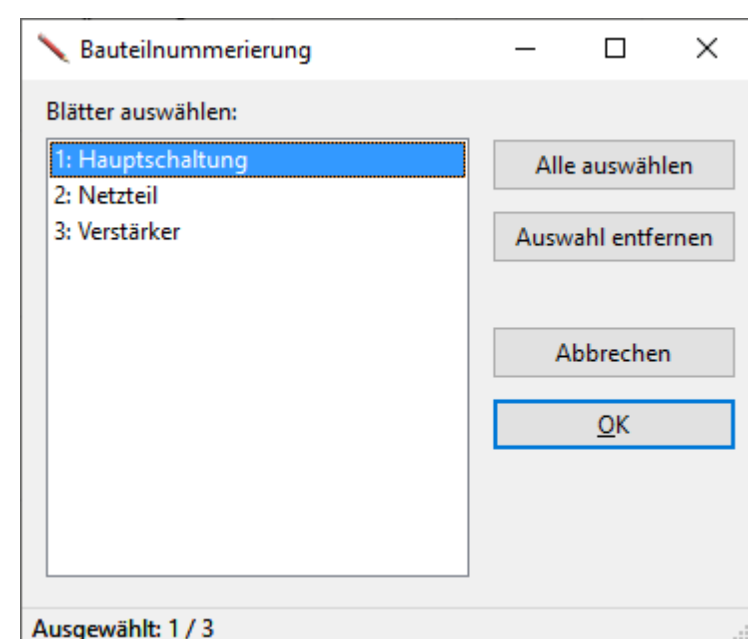 Bauteilnummerierung
Blätter auswählen:
1: Hauptschaltung
2: Netzteil
3: Verstärker
Alle auswählen
Auswahl entfernen
Abbrechen
OK
Ausgewählt: 1 / 3